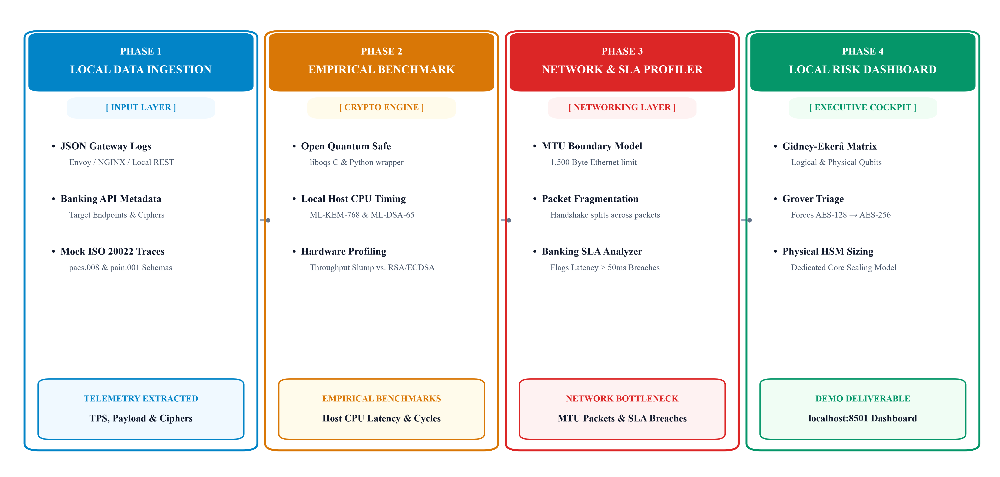 PHASE 1
LOCAL DATA INGESTION
[ INPUT LAYER ]
• JSON Gateway Logs
Envoy / NGINX / Local REST
• Banking API Metadata
Target Endpoints & Ciphers
• Mock ISO 20022 Traces
pacs.008 & pain.001 Schemas
TELEMETRY EXTRACTED
TPS, Payload & Ciphers
PHASE 2
EMPIRICAL BENCHMARK
[ CRYPTO ENGINE ]
• Open Quantum Safe
liboqs C & Python wrapper
• Local Host CPU Timing
ML-KEM-768 & ML-DSA-65
• Hardware Profiling
Throughput Slump vs. RSA/ECDSA
EMPIRICAL BENCHMARKS
Host CPU Latency & Cycles
PHASE 3
NETWORK & SLA PROFILER
[ NETWORKING LAYER ]
• MTU Boundary Model
1,500 Byte Ethernet limit
• Packet Fragmentation
Handshake splits across packets
• Banking SLA Analyzer
Flags Latency > 50ms Breaches
NETWORK BOTTLENECK
MTU Packets & SLA Breaches
PHASE 4
LOCAL RISK DASHBOARD
[ EXECUTIVE COCKPIT ]
• Gidney-Ekerå Matrix
Logical & Physical Qubits
• Grover Triage
Forces AES-128 → AES-256
• Physical HSM Sizing
Dedicated Core Scaling Model
DEMO DELIVERABLE
localhost:8501 Dashboard